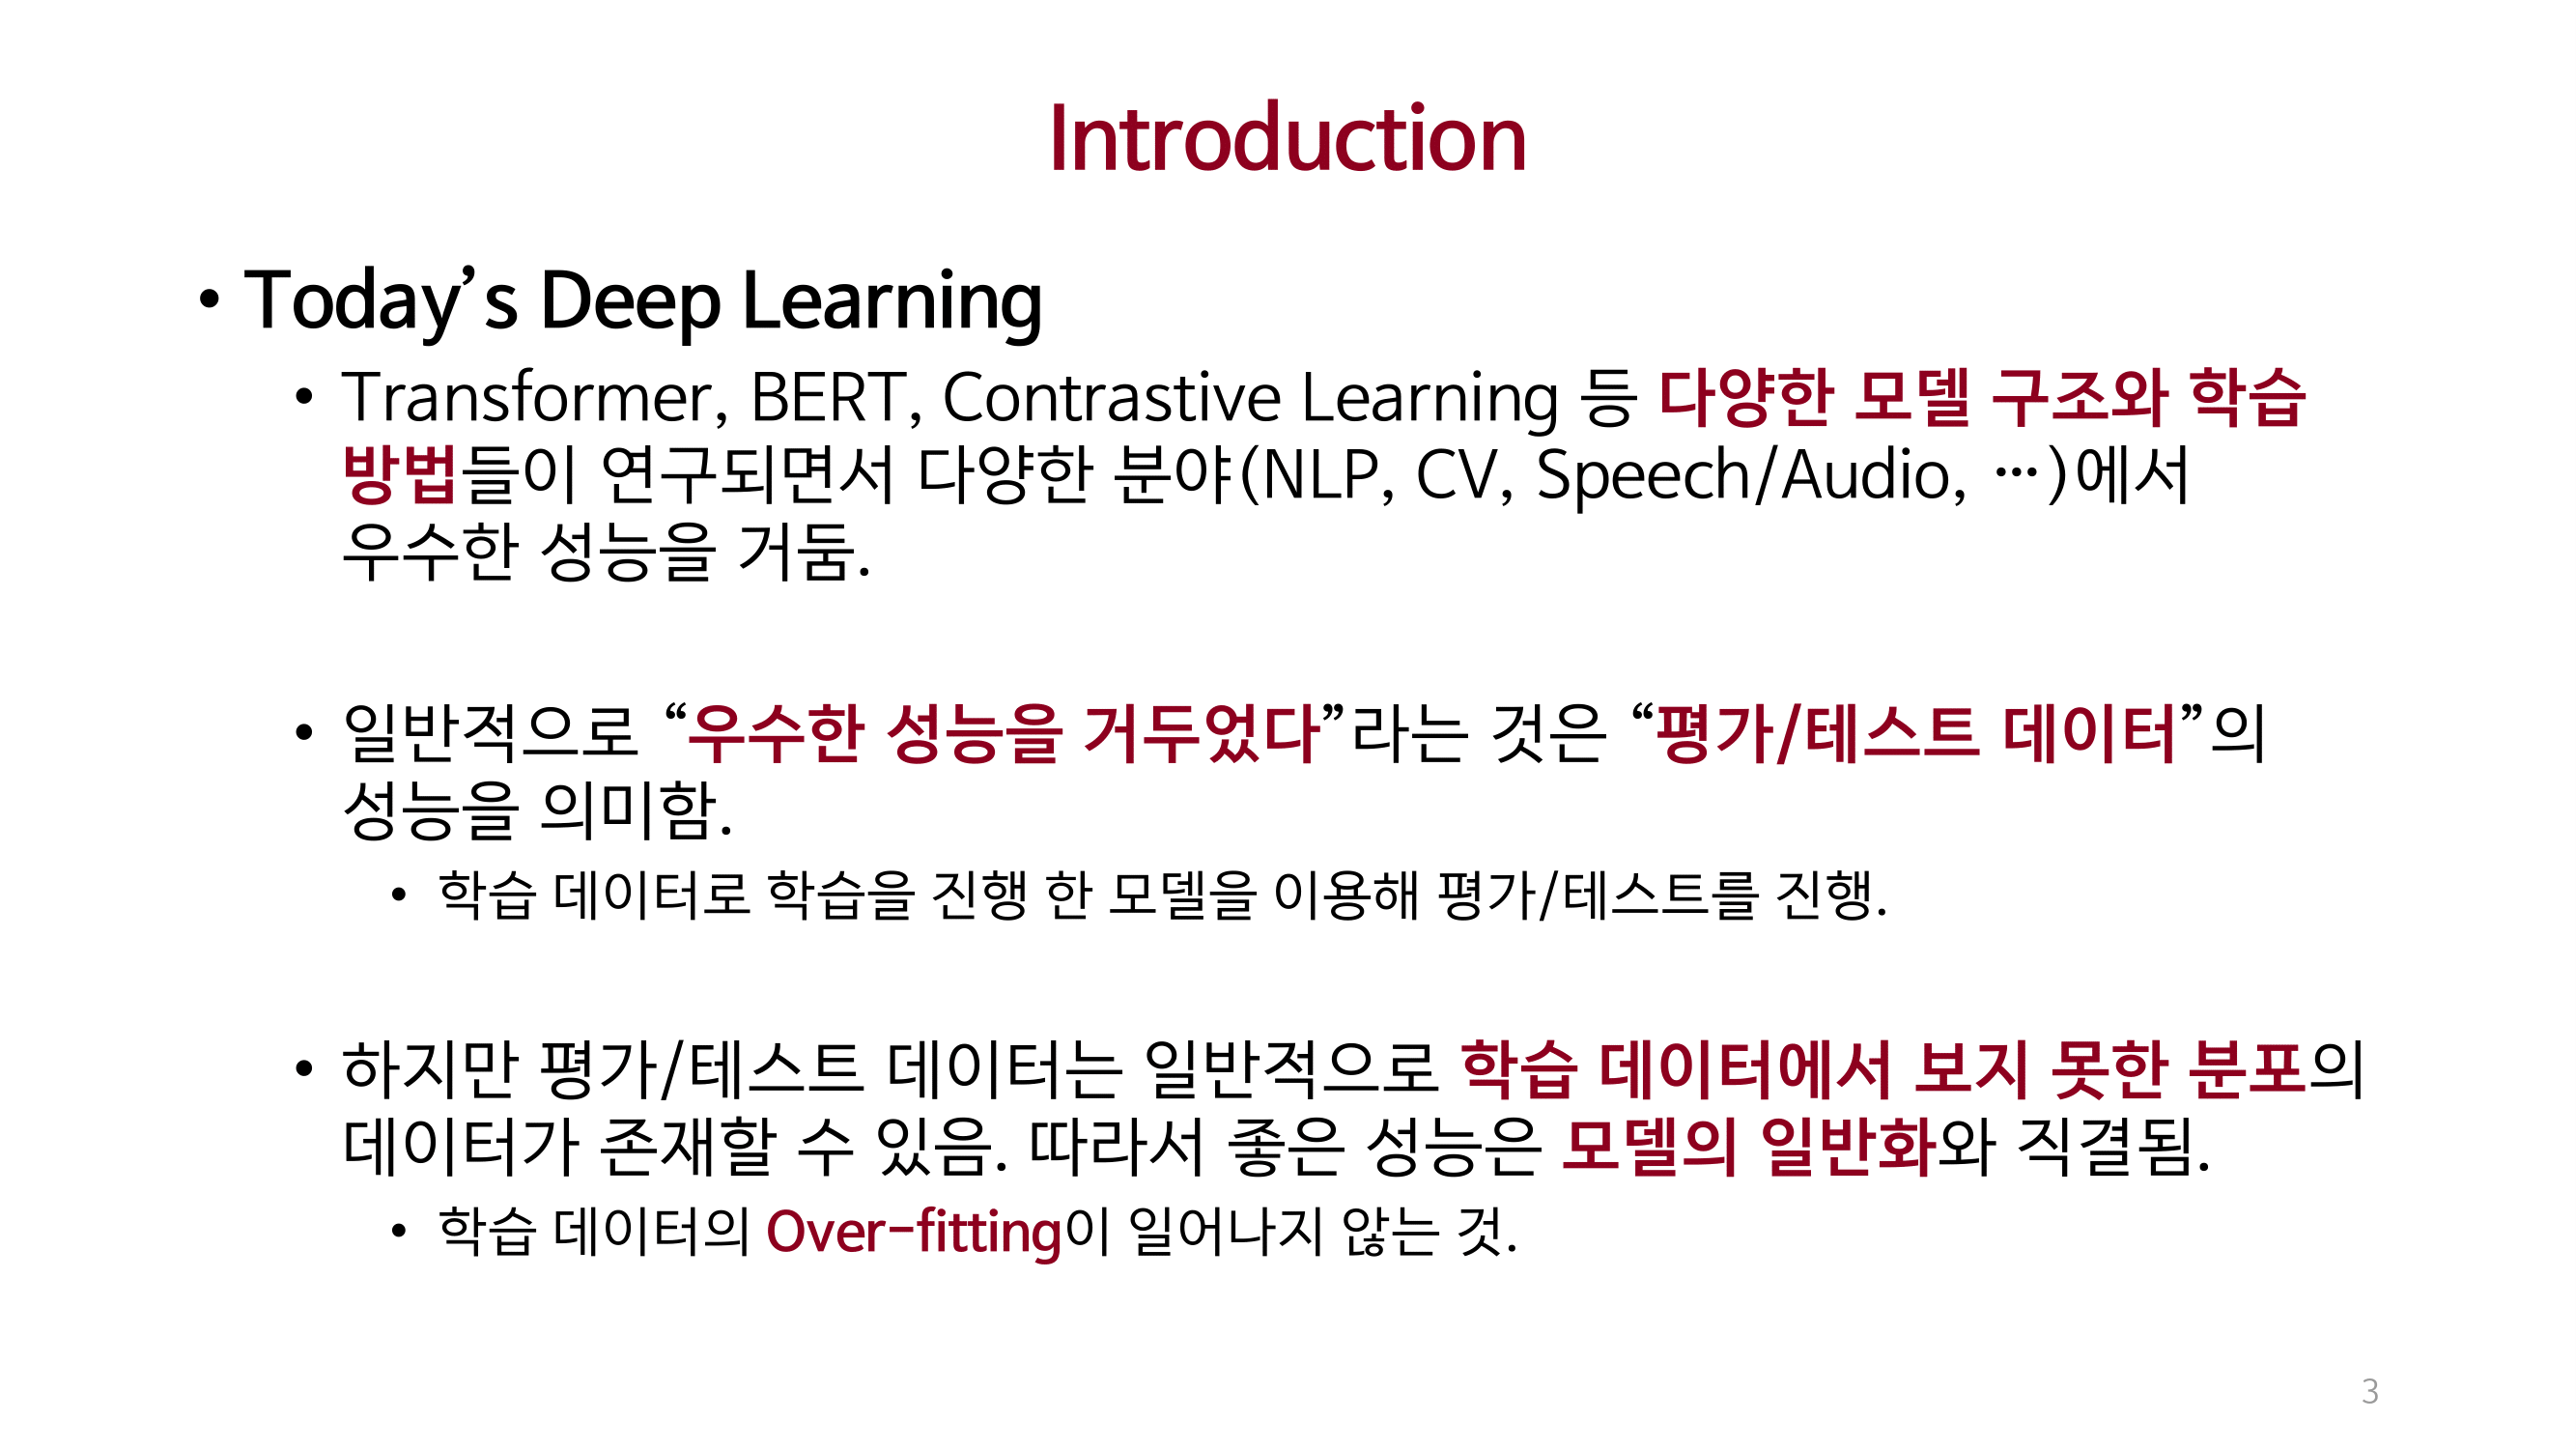 Introduction
• Today’s Deep Learning
• Transformer, BERT, Contrastive Learning 등 다양한 모델 구조와 학습
방법들이 연구되면서 다양한 분야(NLP, CV, Speech/Audio, …)에서
우수한 성능을 거둠.
• 일반적으로 “우수한 성능을 거두었다”라는 것은 “평가/테스트 데이터”의
성능을 의미함.
• 학습 데이터로 학습을 진행 한 모델을 이용해 평가/테스트를 진행.
• 하지만 평가/테스트 데이터는 일반적으로 학습 데이터에서 보지 못한 분포의
데이터가 존재할 수 있음. 따라서 좋은 성능은 모델의 일반화와 직결됨.
• 학습 데이터의 Over-fitting이 일어나지 않는 것.
3